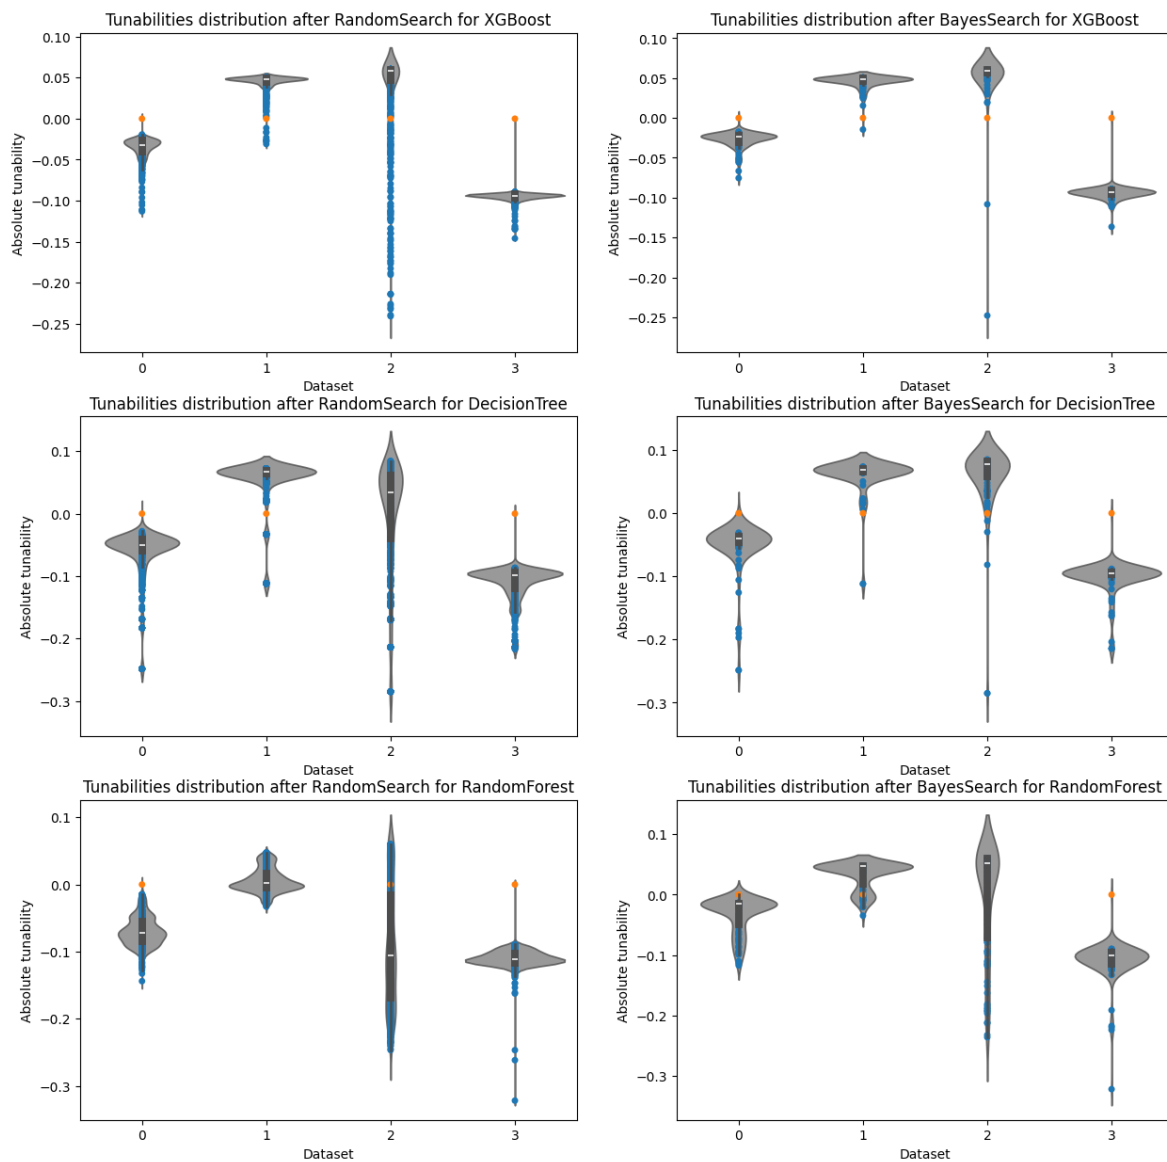 Tunabilities distribution after RandomSearch for XGBoost
Absolute tunability
0.10
0.05
0.00
−0.05
−0.10
−0.15
−0.20
−0.25
0 1 2 3
Dataset
Tunabilities distribution after BayesSearch for XGBoost
Absolute tunability
0.10
0.05
0.00
−0.05
−0.10
−0.15
−0.20
−0.25
0 1 2 3
Dataset
Tunabilities distribution after RandomSearch for DecisionTree
Absolute tunability
0.1
0.0
−0.1
−0.2
−0.3
0 1 2 3
Dataset
Tunabilities distribution after BayesSearch for DecisionTree
Absolute tunability
0.1
0.0
−0.1
−0.2
−0.3
0 1 2 3
Dataset
Tunabilities distribution after RandomSearch for RandomForest
Absolute tunability
0.1
0.0
−0.1
−0.2
−0.3
0 1 2 3
Dataset
Tunabilities distribution after BayesSearch for RandomForest
Absolute tunability
0.1
0.0
−0.1
−0.2
−0.3
0 1 2 3
Dataset